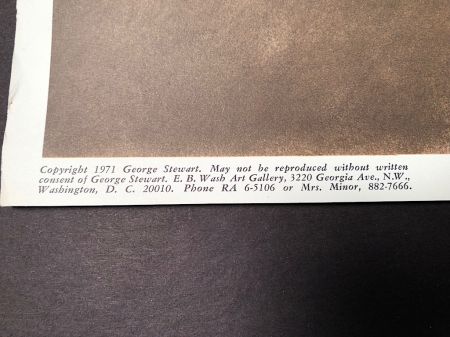 Copyright 1971 George Stewart. May not be reproduced without written
consent of George Stewart. E. B. Wash Art Gallery, 3220 Georgia Ave., N.W.,
Washington, D. C. 20010. Phone RA 6-5106 or Mrs. Minor, 882-7666.